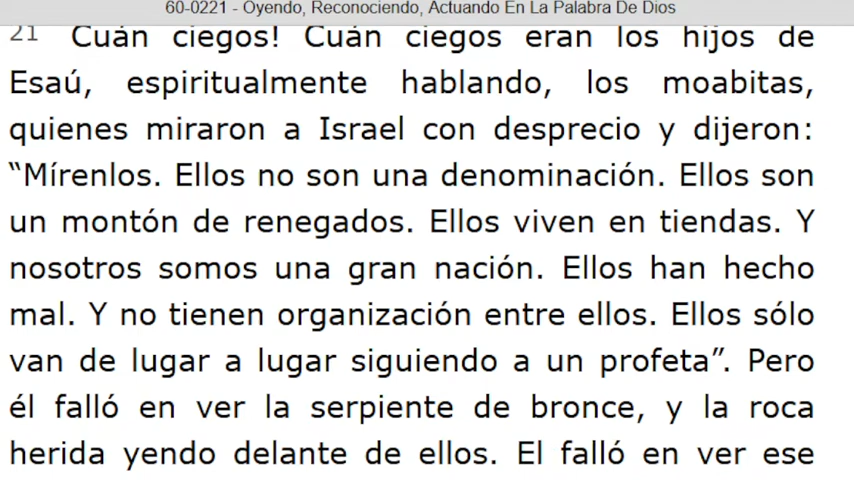 60-0221 - Oyendo, Reconociendo, Actuando En La Palabra De Dios
21 Cuán ciegos! Cuán ciegos eran los hijos de
Esaú, espiritualmente hablando, los moabitas,
quienes miraron a Israel con desprecio y dijeron:
“Mírenlos. Ellos no son una denominación. Ellos son
un montón de renegados. Ellos viven en tiendas. Y
nosotros somos una gran nación. Ellos han hecho
mal. Y no tienen organización entre ellos. Ellos sólo
van de lugar a lugar siguiendo a un profeta”. Pero
él falló en ver la serpiente de bronce, y la roca
herida yendo delante de ellos. El falló en ver ese